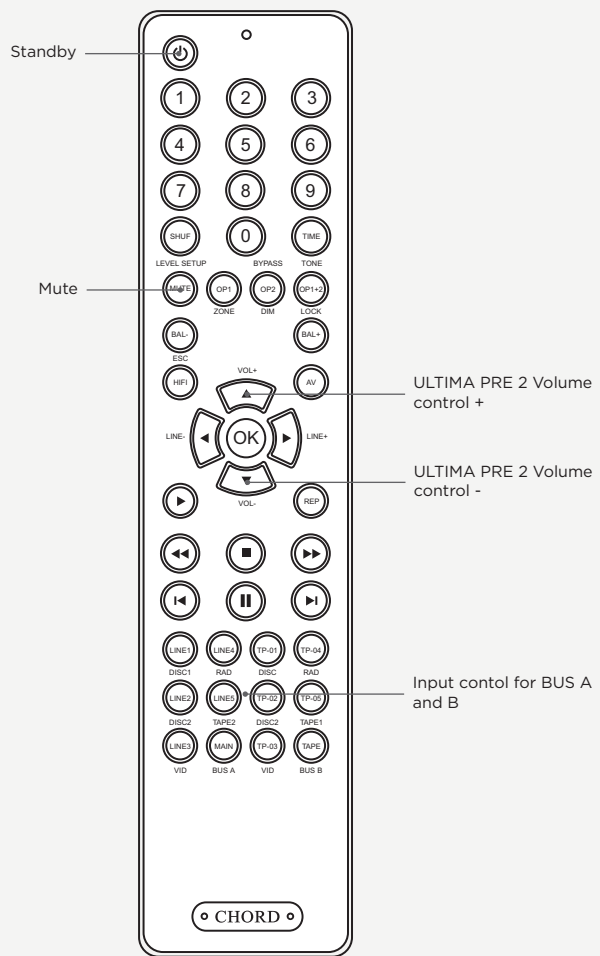 Standby
1 2 3
4 5 6
7 8 9
SHUF 0 TIME
LEVEL SETUP BYPASS TONE
Mute
MUTE OP1 OP2 OP1+2
ZONE DIM LOCK
BAL- BAL+
ESC
HIFI VOL+ AV
ULTIMA PRE 2 Volume
control +
LINE- OK LINE+
ULTIMA PRE 2 Volume
control -
VOL- REP
LINE1 LINE4 TP-01 TP-04
DISC1 RAD DISC RAD
Input contol for BUS A
and B
LINE2 LINE5 TP-02 TP-05
DISC2 TAPE2 DISC2 TAPE1
LINE3 MAIN TP-03 TAPE
VID BUS A VID BUS B
CHORD